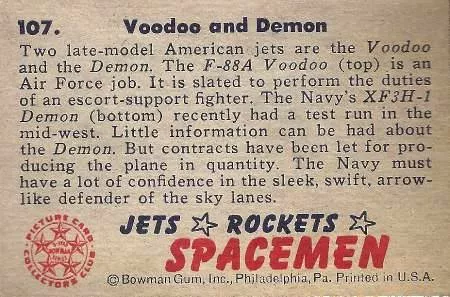 107. Voodoo and Demon
Two late-model American jets are the Voodoo
and the Demon. The F-88A Voodoo (top) is an
Air Force job. It is slated to perform the duties
of an escort-support fighter. The Navy's XF3H-1
Demon (bottom) recently had a test run in the
mid-west. Little information can be had about
the Demon. But contracts have been let for pro-
ducing the plane in quantity. The Navy must
have a lot of confidence in the sleek, swift, arrow-
like defender of the sky lanes.
PICTURE CARD
COLLECTORS CLUB
JETS ☆ ROCKETS ☆
SPACEMEN
© Bowman Gum, Inc., Philadelphia, Pa. Printed in U.S.A.